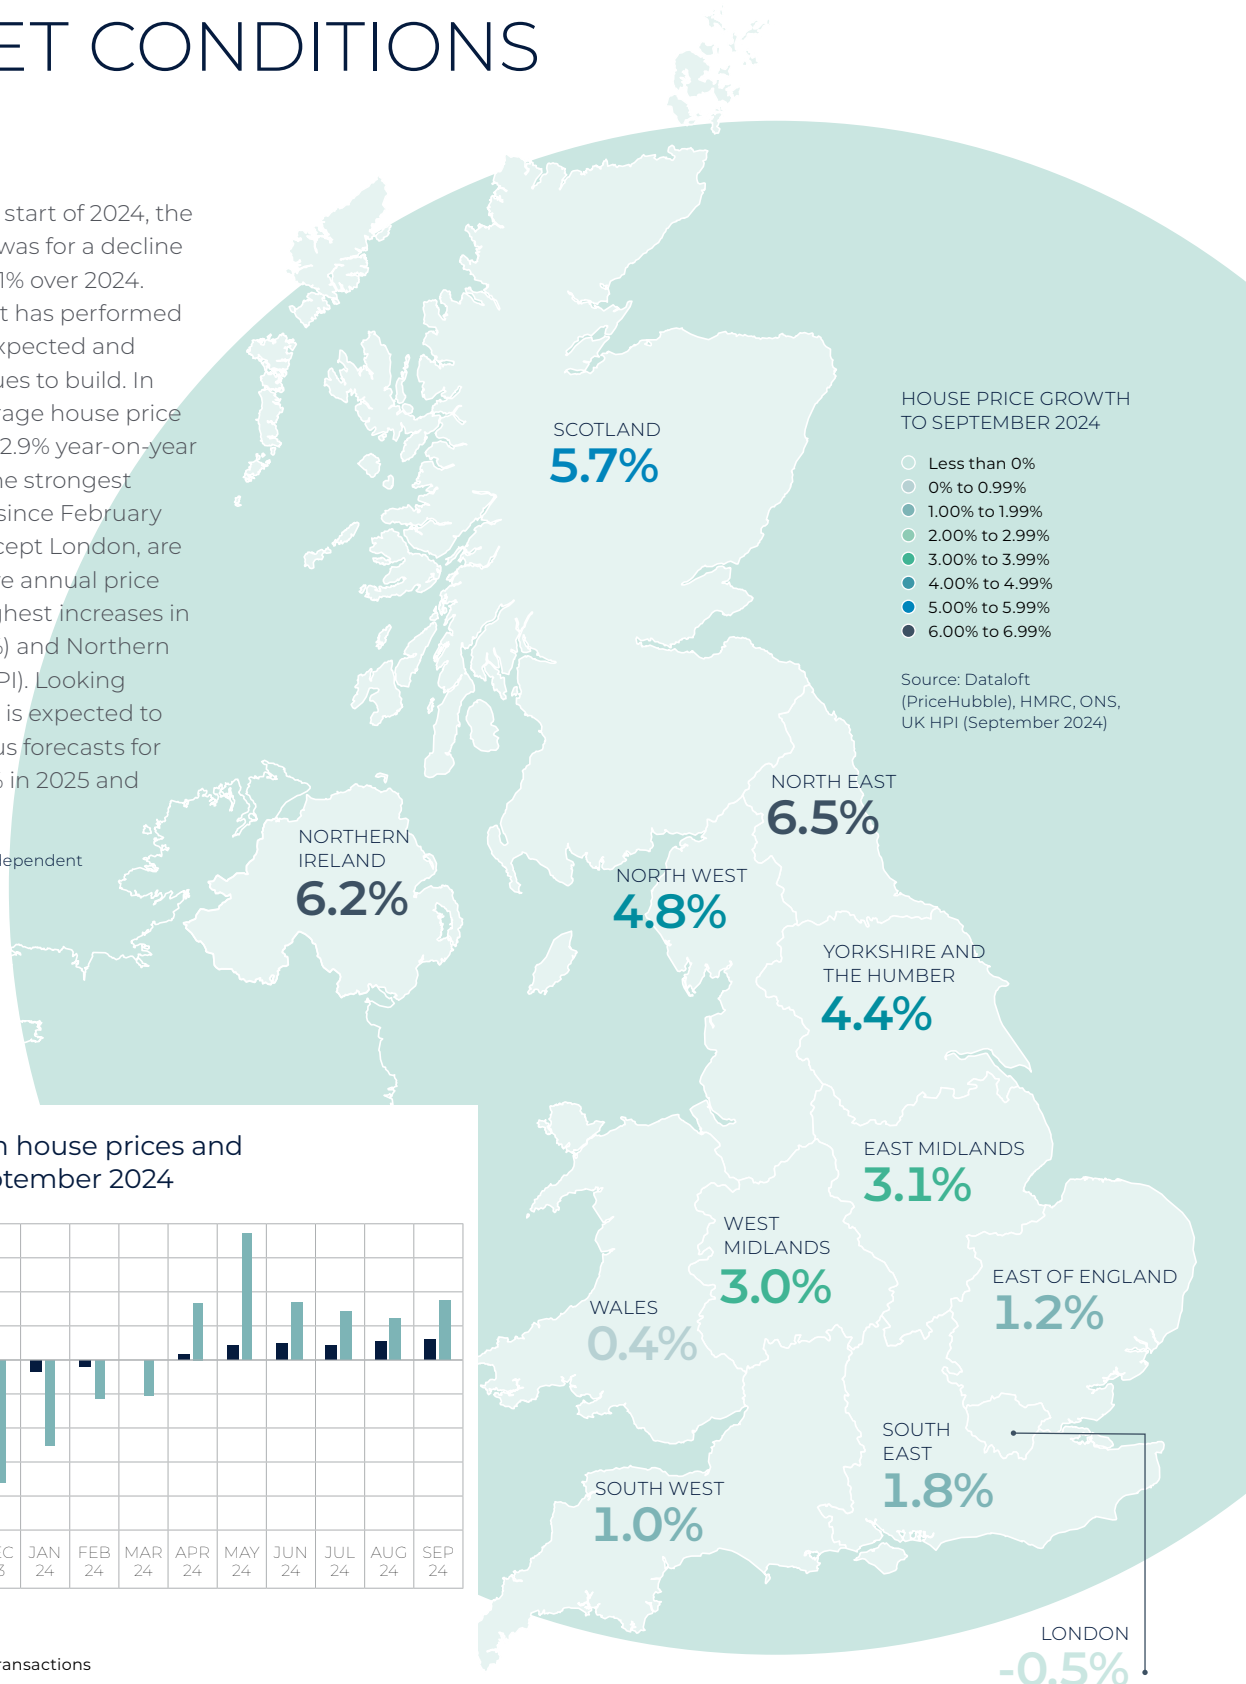 ET CONDITIONS
start of 2024, the
was for a decline
1% over 2024.
t has performed
xpected and
ues to build. In
rage house price
2.9% year-on-year
ne strongest
since February
cept London, are
ve annual price
ghest increases in
%) and Northern
PI). Looking
is expected to
us forecasts for
% in 2025 and
dependent
HOUSE PRICE GROWTH
TO SEPTEMBER 2024
Less than 0%
0% to 0.99%
1.00% to 1.99%
2.00% to 2.99%
3.00% to 3.99%
4.00% to 4.99%
5.00% to 5.99%
6.00% to 6.99%
Source: Dataloft
(PriceHubble), HMRC, ONS,
UK HPI (September 2024)
SCOTLAND
5.7%
NORTH EAST
6.5%
NORTHERN
IRELAND
6.2%
NORTH WEST
4.8%
YORKSHIRE AND
THE HUMBER
4.4%
EAST MIDLANDS
3.1%
WEST
MIDLANDS
3.0%
EAST OF ENGLAND
1.2%
WALES
0.4%
SOUTH
EAST
1.8%
SOUTH WEST
1.0%
LONDON
-0.5%
n house prices and
ptember 2024
EC JAN FEB MAR APR MAY JUN JUL AUG SEP
3 24 24 24 24 24 24 24 24 24
ransactions